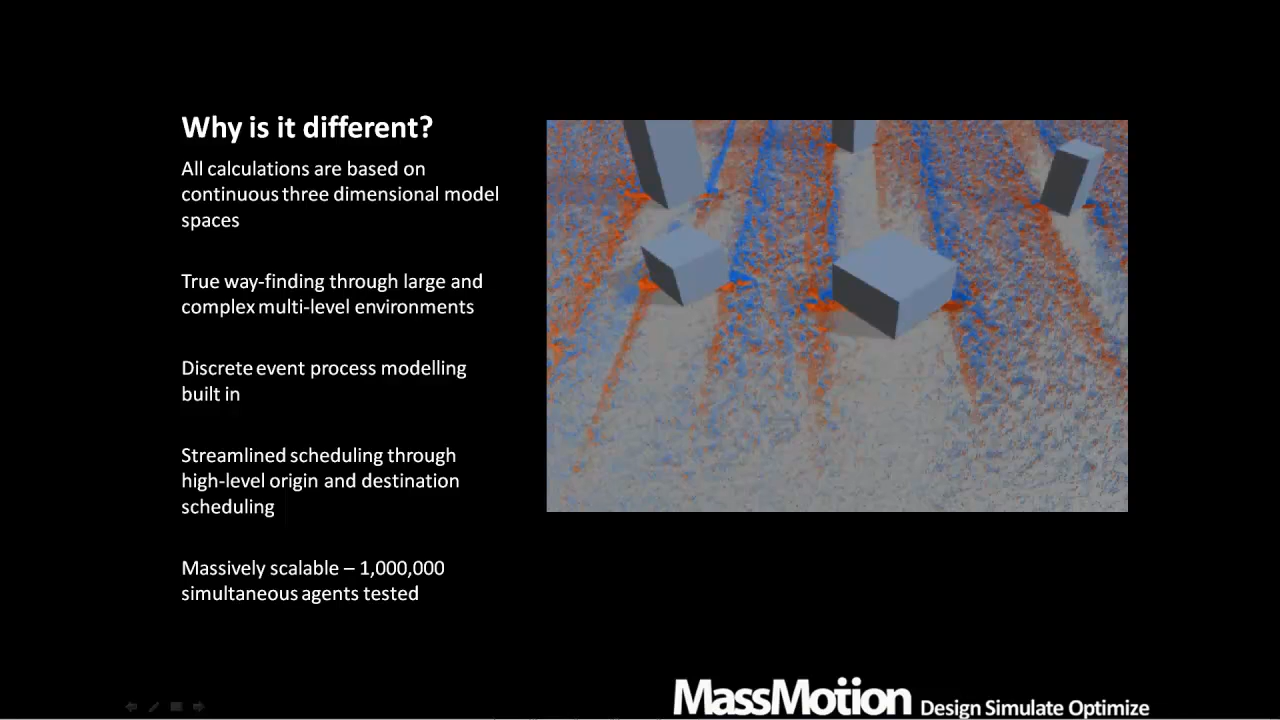 Why is it different?
All calculations are based on
continuous three dimensional model
spaces
True way-finding through large and
complex multi-level environments
Discrete event process modelling
built in
Streamlined scheduling through
high-level origin and destination
scheduling
Massively scalable – 1,000,000
simultaneous agents tested
MassMotion Design Simulate Optimize